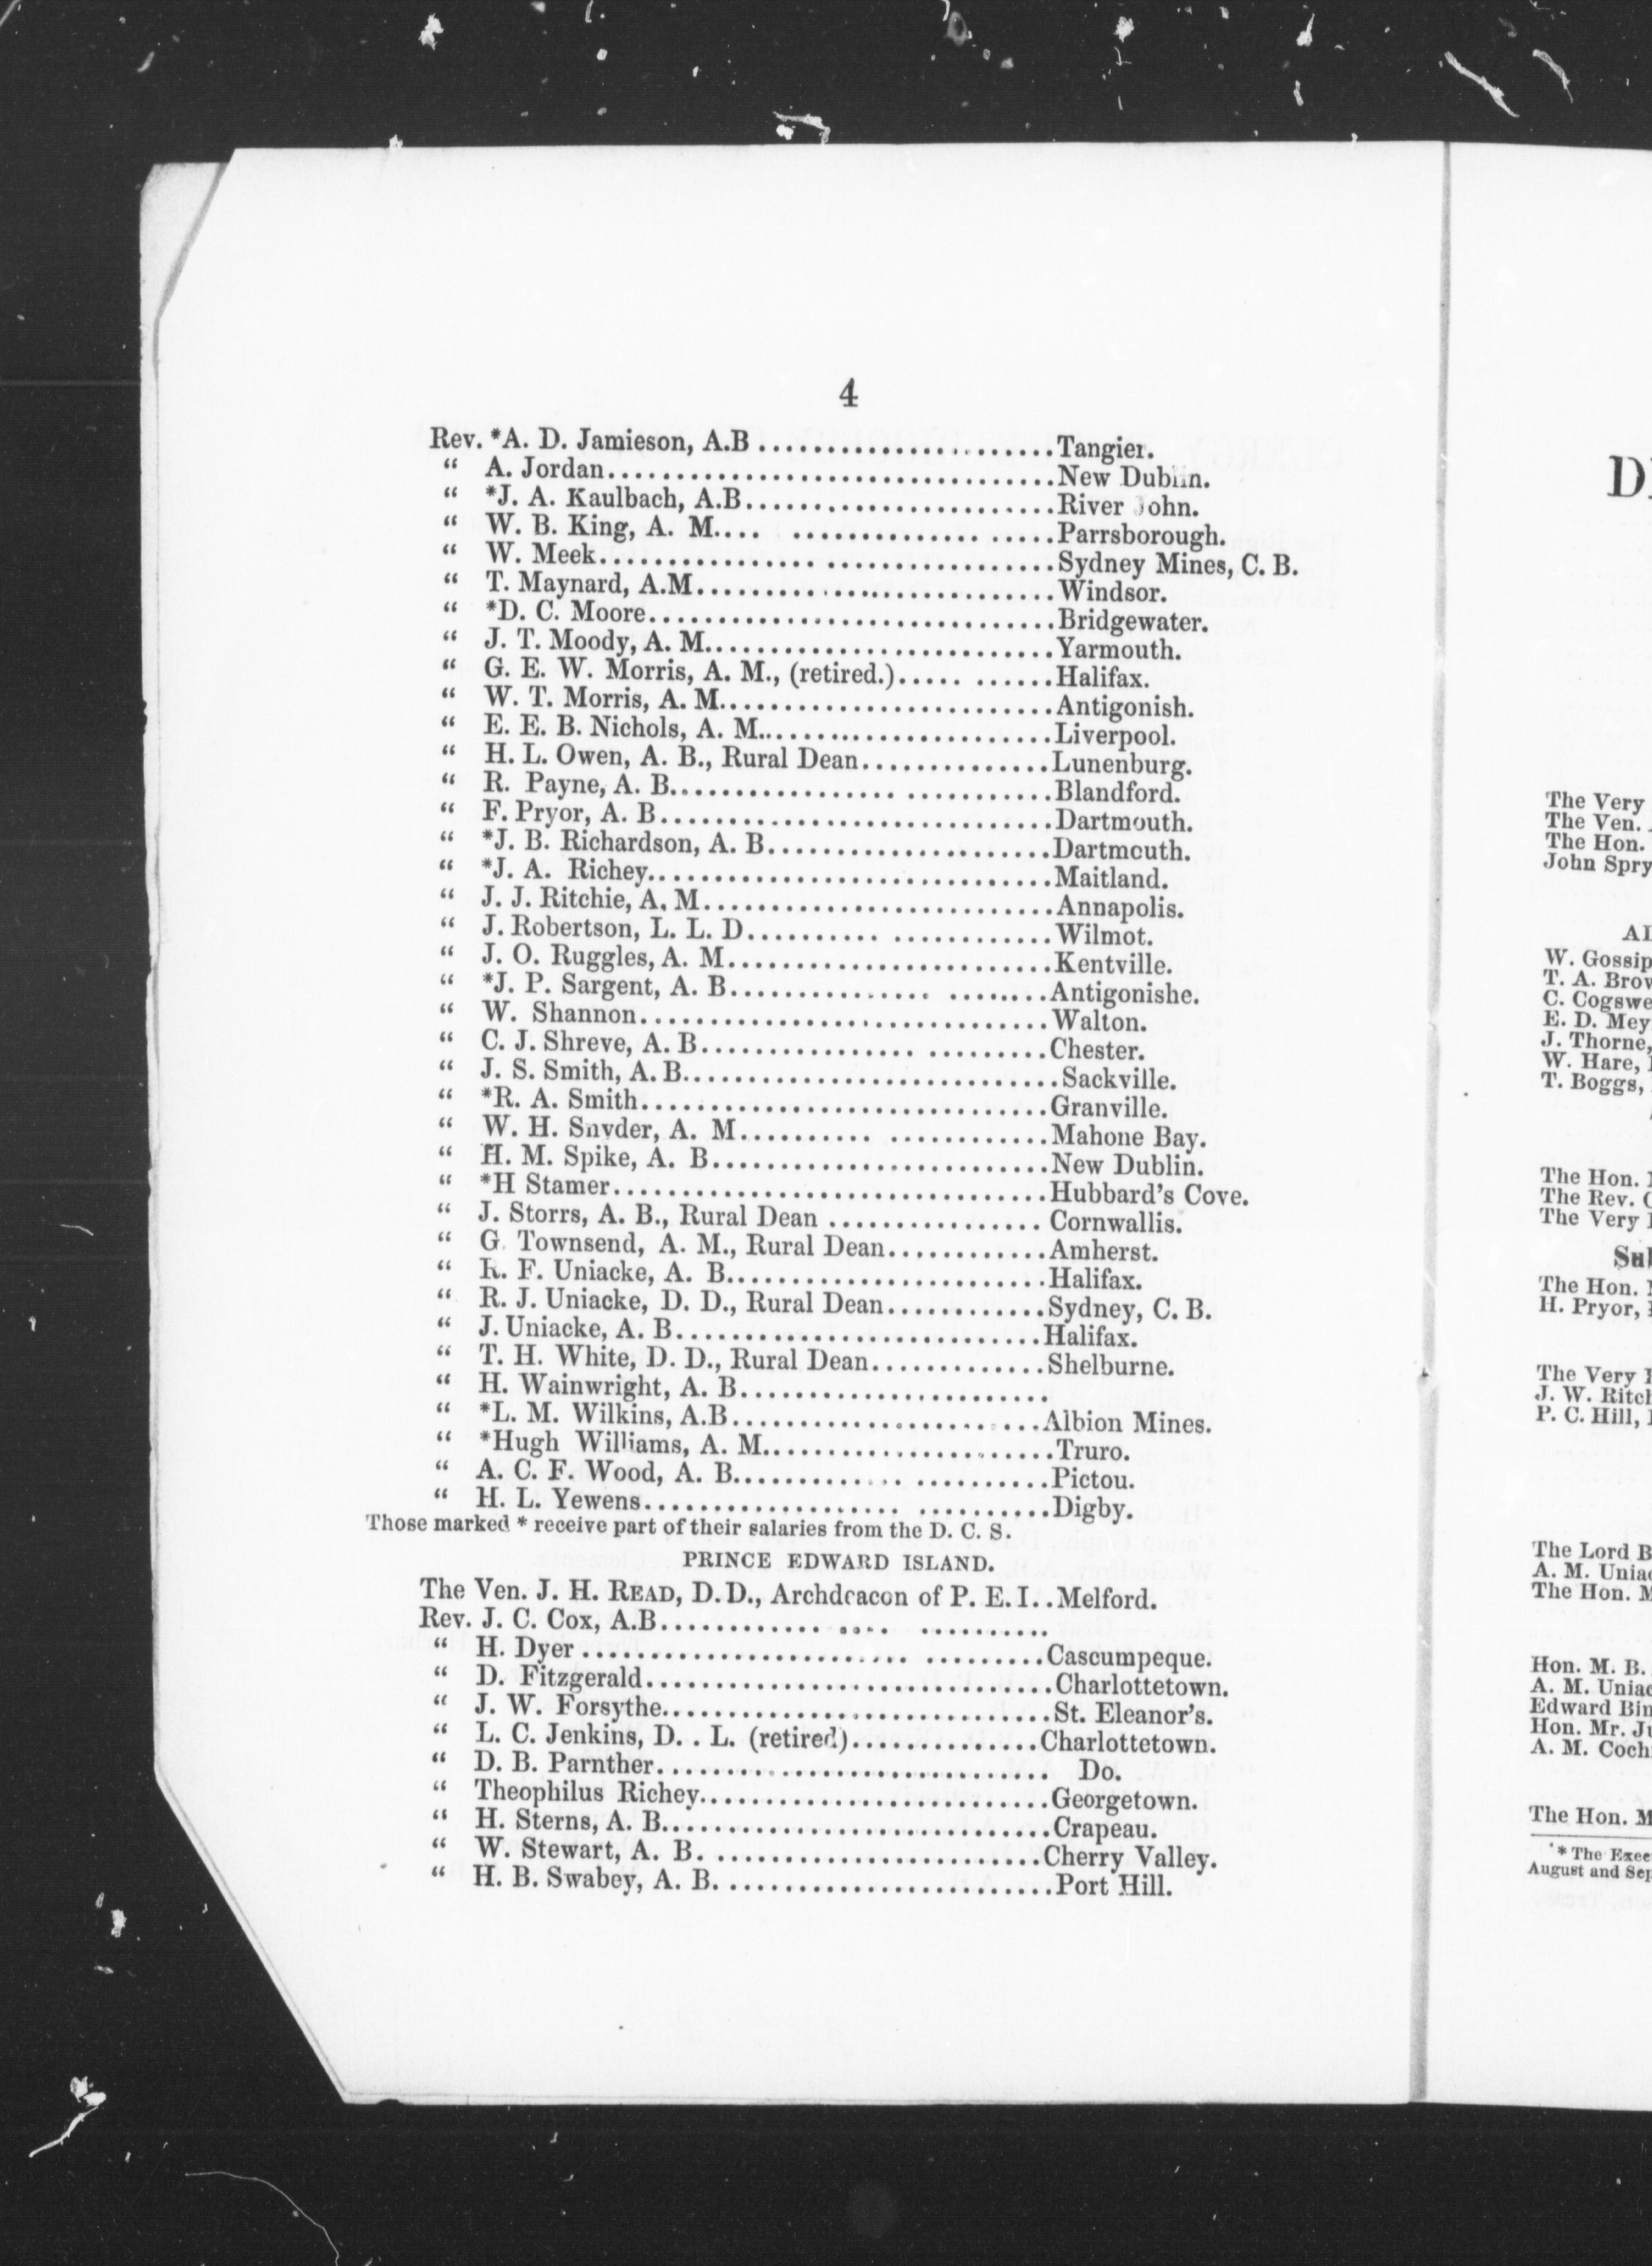 4
Rev. *A. D. Jamieson, A.B ......................Tangier.
“ A. Jordan..................................New Dublin.
“ *J. A. Kaulbach, A.B.......................River John.
“ W. B. King, A. M.... ................... Parrsborough.
“ W. Meek..................................Sydney Mines, C. B.
“ T. Maynard, A.M...........................Windsor.
“ *D. C. Moore...............................Bridgewater.
“ J. T. Moody, A. M..........................Yarmouth.
“ G. E. W. Morris, A. M., (retired.)..... ......Halifax.
“ W. T. Morris, A. M.........................Antigonish.
“ E. E. B. Nichols, A. M......................Liverpool.
“ H. L. Owen, A. B., Rural Dean..............Lunenburg.
“ R. Payne, A. B................. ...........Blandford.
“ F. Pryor, A. B..............................Dartmouth.
“ *J. B. Richardson, A. B.....................Dartmcuth.
“ *J. A. Richey..............................Maitland.
“ J. J. Ritchie, A. M..........................Annapolis.
“ J. Robertson, L. L. D.......... ............Wilmot.
“ J. O. Ruggles, A. M........................Kentville.
“ *J. P. Sargent, A. B............... ........Antigonishe.
“ W. Shannon...............................Walton.
“ C. J. Shreve, A. B................ .........Chester.
“ J. S. Smith, A. B............................Sackville.
“ *R. A. Smith...............................Granville.
“ W. H. Snyder, A. M.......... ............Mahone Bay.
“ H. M. Spike, A. B.........................New Dublin.
“ *H Stamer.................................Hubbard's Cove.
“ J. Storrs, A. B., Rural Dean ................ Cornwallis.
“ G. Townsend, A. M., Rural Dean............Amherst.
“ R. F. Uniacke, A. B........................Halifax.
“ R. J. Uniacke, D. D., Rural Dean............Sydney, C. B.
“ J. Uniacke, A. B............................Halifax.
“ T. H. White, D. D., Rural Dean.............Shelburne.
“ H. Wainwright, A. B.......................
“ *L. M. Wilkins, A.B.......................Albion Mines.
“ *Hugh Williams, A. M......................Truro.
“ A. C. F. Wood, A. B............. ..........Pictou.
“ H. L. Yewens................... ..........Digby.
Those marked * receive part of their salaries from the D. C. S.
PRINCE EDWARD ISLAND.
The Ven. J. H. READ, D.D., Archdeacon of P. E. I. .Melford.
Rev. J. C. Cox, A.B............ .... ..........
“ H. Dyer ........................ .........Cascumpeque.
“ D. Fitzgerald..............................Charlottetown.
“ J. W. Forsythe.............................St. Eleanor's.
“ L. C. Jenkins, D. . L. (retired)..............Charlottetown.
“ D. B. Parnther............................. Do.
“ Theophilus Richey..........................Georgetown.
“ H. Sterns, A. B.............................Crapeau.
“ W. Stewart, A. B. ........................Cherry Valley.
“ H. B. Swabey, A. B. ........................Port Hill.
The Very
The Ven.
The Hon.
John Spry
W. Gossip
T. A. Brow
C. Cogswe
E. D. Mey
J. Thorne,
W. Hare,
T. Boggs,
The Hon.
The Rev.
The Very
The Hon.
H. Pryor,
The Very
J. W. Ritch
P. C. Hill,
The Lord B
A. M. Uniac
The Hon. M
Hon. M. B.
A. M. Uniac
Edward Bin
Hon. Mr. Ju
A. M. Coch
The Hon. M
* The Exec
August and Sep